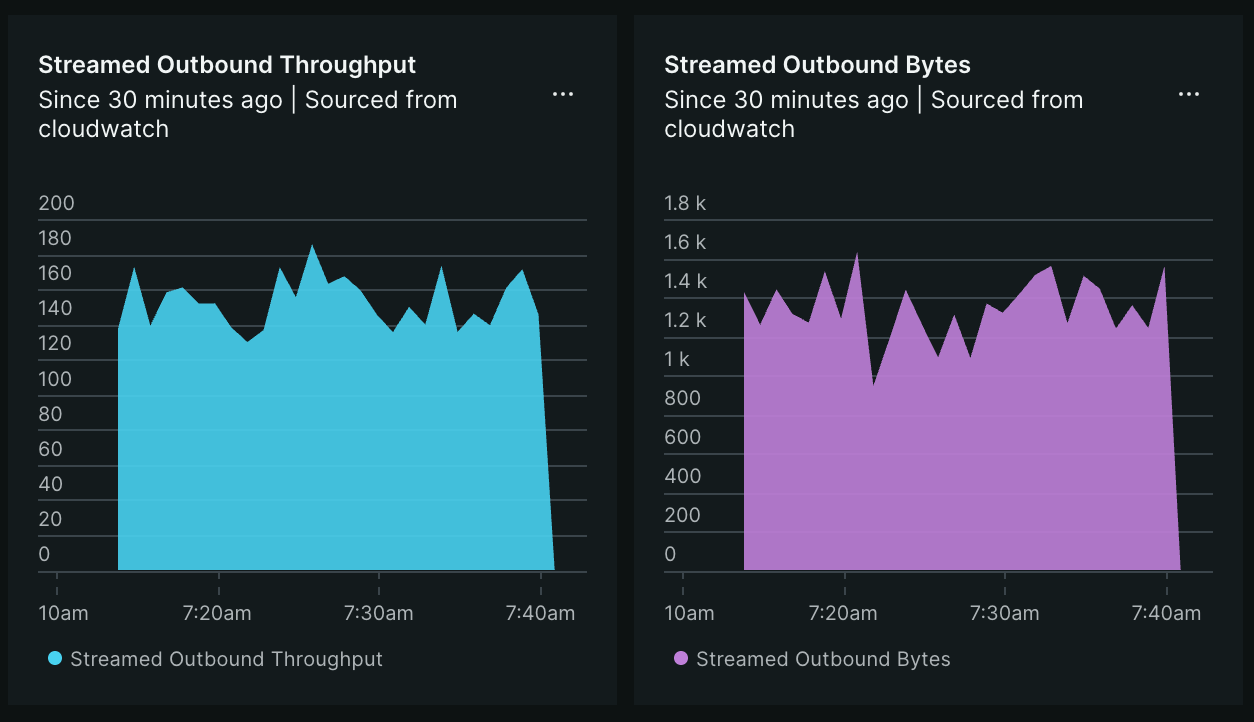 Streamed Outbound Throughput
Since 30 minutes ago | Sourced from
cloudwatch
...
200
180
160
140
120
100
80
60
40
20
0
10am 7:20am 7:30am 7:40am
Streamed Outbound Throughput
Streamed Outbound Bytes
Since 30 minutes ago | Sourced from
cloudwatch
...
1.8 k
1.6 k
1.4 k
1.2 k
1 k
800
600
400
200
0
10am 7:20am 7:30am 7:40am
Streamed Outbound Bytes